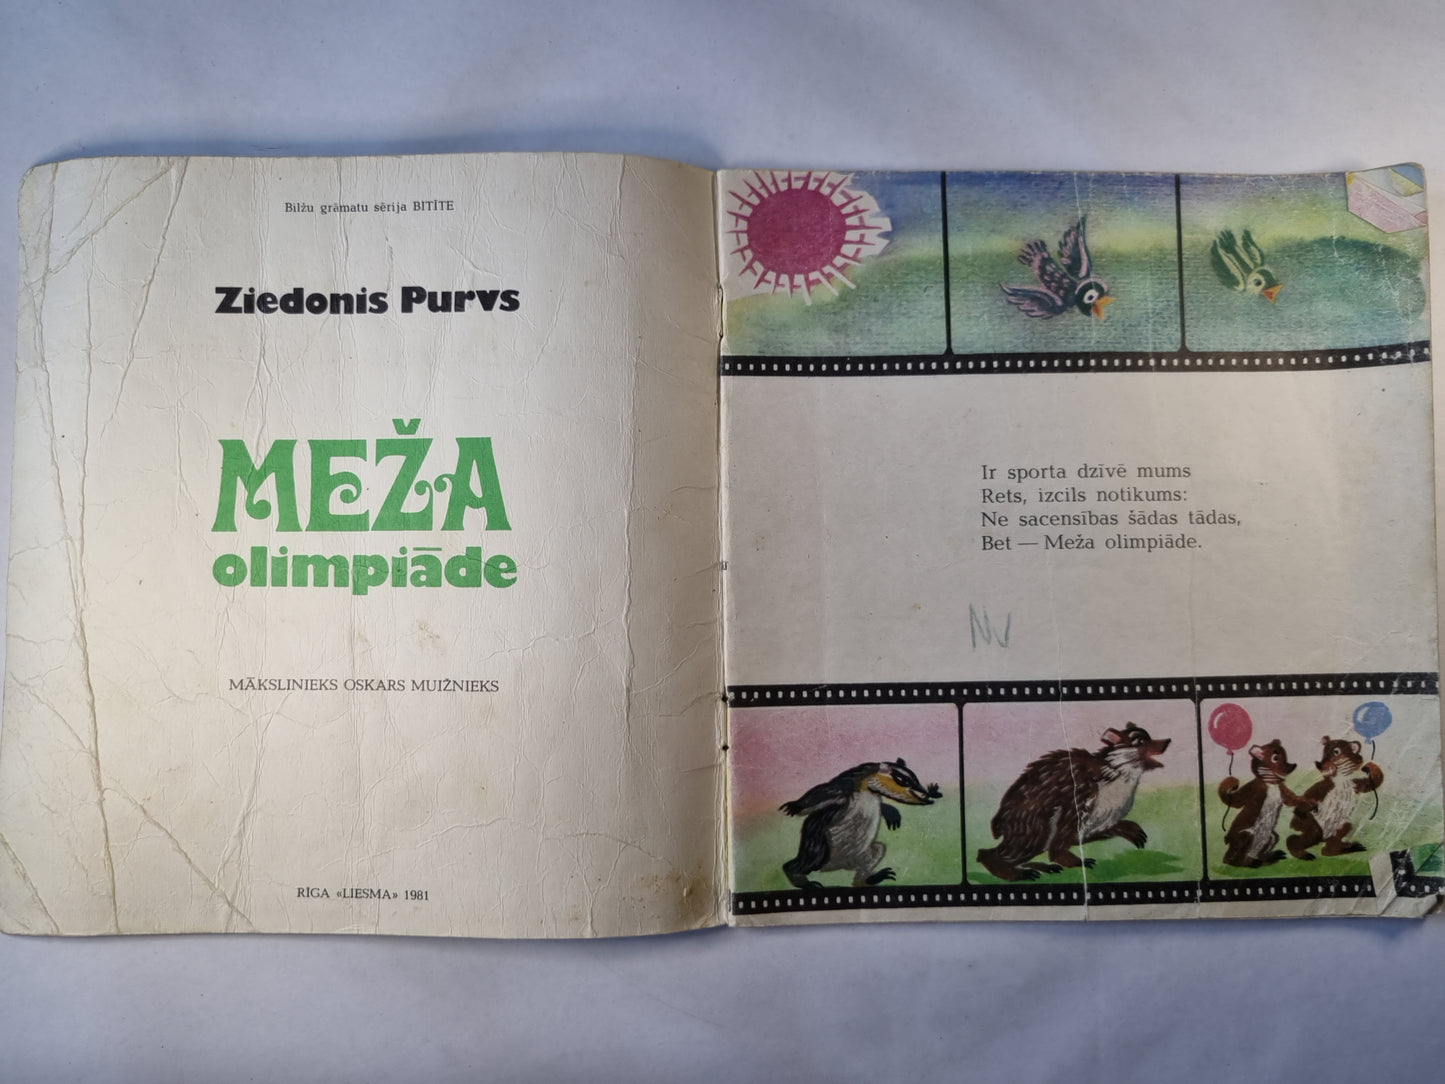 Bilžu grāmatu sērija BITĪTE
Ziedonis Purvs
MEŽA
olimpiāde
MĀKSLINIEKS OSKARS MUIŽNIEKS
RĪGA «LIESMA» 1981
Ir sporta dzīvē mums
Rets, izcils notikums:
Ne sacensības šādas tādas,
Bet — Meža olimpiāde.